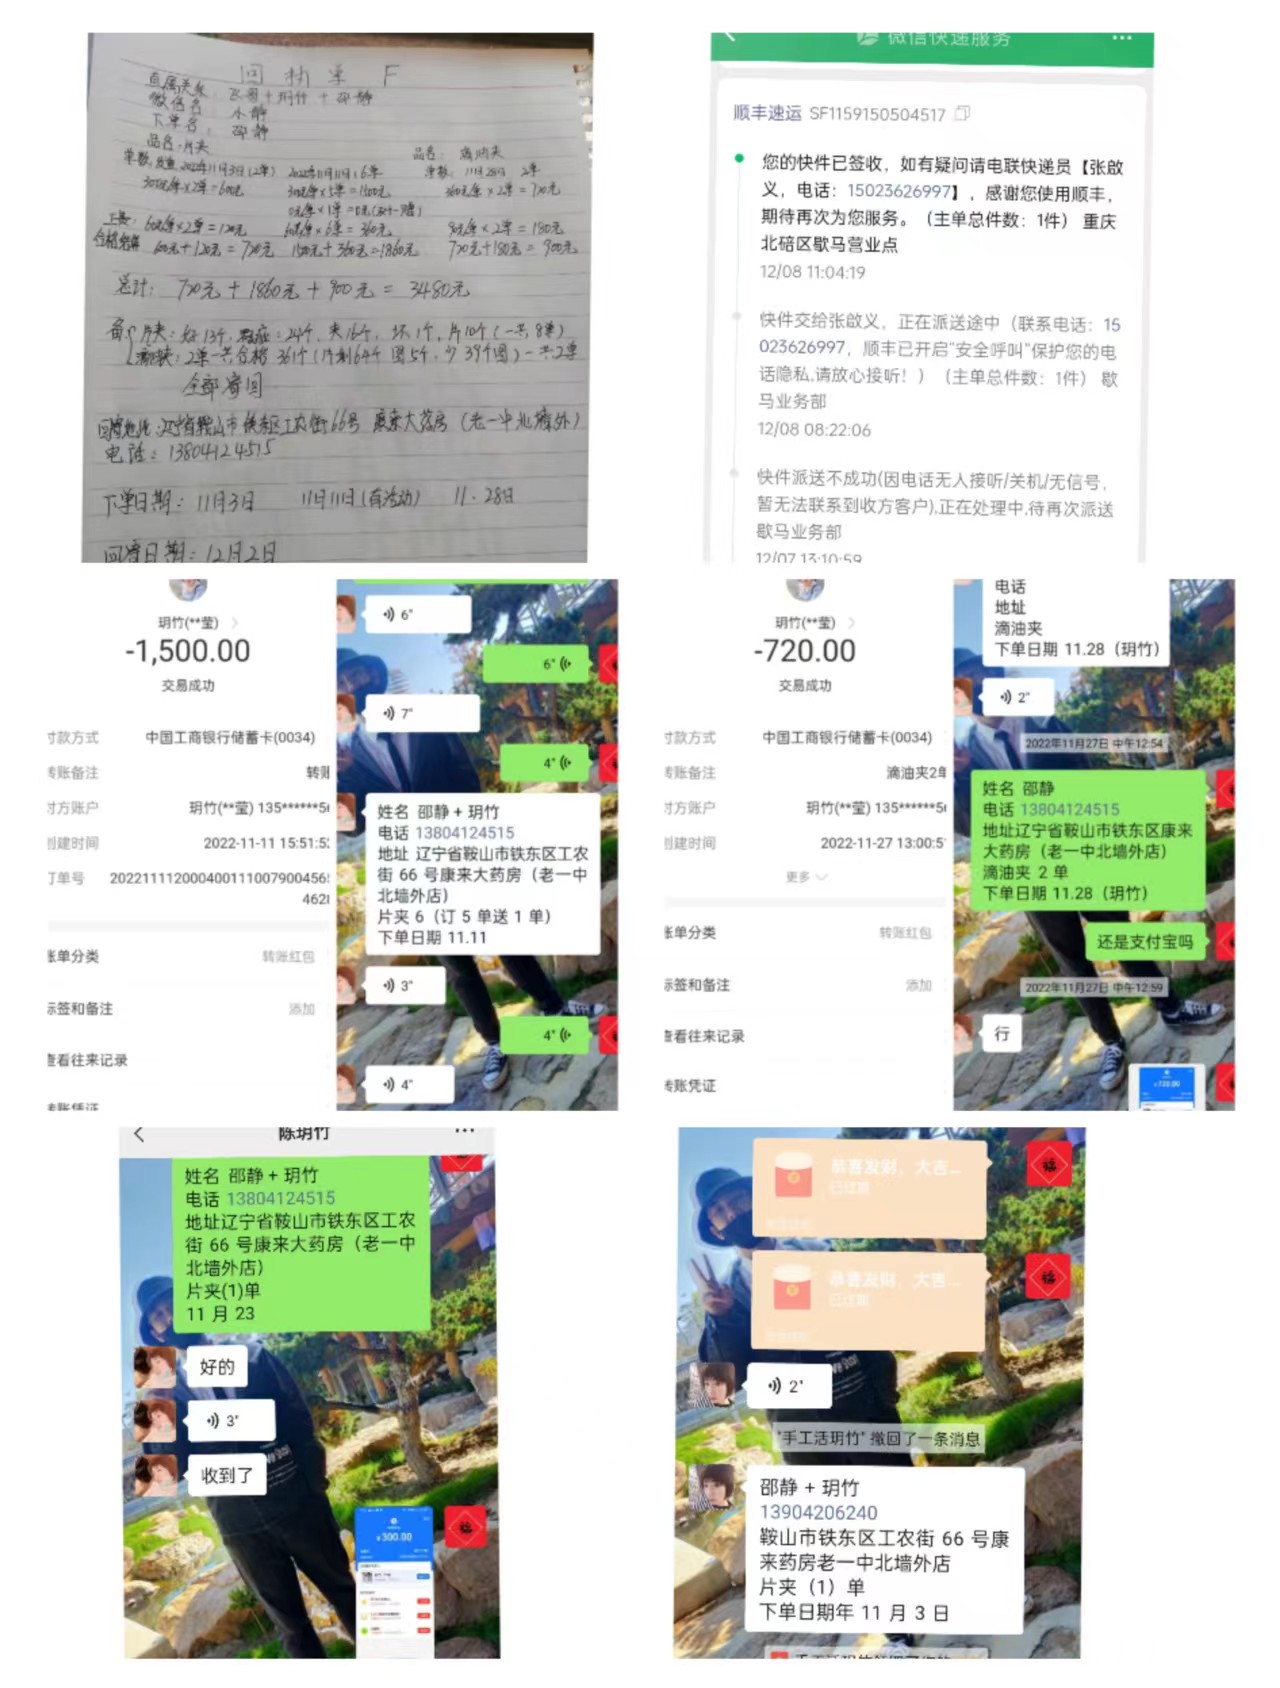 回料单 F
直属关系：飞哥+玥竹+邵静
微信名：小静
下单名：邵静
品名：片夹
品名：滴油夹
单数，数量：2022年11月3日(2单)
2022年11月11日，6单
单数：11月28日 2单
300元/单×2单=600元
300元/单×5单=1500元
360元/单×2单=720元
0元/单×1单=0元
工资：60元/单×2单=120元
60元/单×6单=360元
90元/单×2单=180元
600元+120元=720元
1500元+360元=1860元
720元+180元=900元
总计：720元+1860元+900元=3480元
片夹：好13个，瑕疵：24个，夹16个，坏1个，片10个(一共8单)
2单一共合格361个(片剩64个 圈5个，少39个圈)一共2单
全部寄回
回寄地址：辽宁省鞍山市铁东区工农街66号 康来大药房（老一中北墙外）
电话：13804124515
下单日期：11月3日 11月11日(有活动) 11.28日
回寄日期：12月2日
微信快递服务
顺丰速运 SF1159150504517
您的快件已签收，如有疑问请电联快递员【张啟
义，电话：15023626997】，感谢您使用顺丰，
期待再次为您服务。（主单总件数：1件）重庆
北碚区歇马营业点
12/08 11:04:19
快件交给张啟义，正在派送途中（联系电话：15
023626997，顺丰已开启"安全呼叫"保护您的电
话隐私,请放心接听！）（主单总件数：1件）歇
马业务部
12/08 08:22:06
快件派送不成功(因电话无人接听/关机/无信号，
暂无法联系到收方客户),正在处理中,待再次派送
歇马业务部
12/07 13:10:59
玥竹(**莹)
-1,500.00
交易成功
付款方式 中国工商银行储蓄卡(0034)
转账备注 转账
对方账户 玥竹(**莹) 135******5
创建时间 2022-11-11 15:51:5
订单号 2022111120004001110079004565
4628
账单分类 转账红包
标签和备注 添加
查看往来记录
转账凭证
6"
6"
7"
4"
姓名 邵静 + 玥竹
电话 13804124515
地址 辽宁省鞍山市铁东区工农
街 66 号康来大药房（老一中
北墙外店）
片夹 6（订 5 单送 1 单）
下单日期 11.11
3"
4"
4"
玥竹(**莹)
-720.00
交易成功
付款方式 中国工商银行储蓄卡(0034)
转账备注 滴油夹2单
对方账户 玥竹(**莹) 135******5
创建时间 2022-11-27 13:00:5
更多
账单分类 转账红包
标签和备注 添加
查看往来记录
转账凭证
电话
地址
滴油夹
下单日期 11.28（玥竹）
2"
2022年11月27日 中午12:54
姓名 邵静
电话 13804124515
地址辽宁省鞍山市铁东区康来
大药房（老一中北墙外店）
滴油夹 2 单
下单日期 11.28（玥竹）
还是支付宝吗
2022年11月27日 中午12:59
行
¥720.00
陈玥竹
姓名 邵静 + 玥竹
电话 13804124515
地址辽宁省鞍山市铁东区工农
街 66 号康来大药房（老一中
北墙外店）
片夹(1)单
11 月 23
好的
3"
收到了
¥300.00
福
恭喜发财，大吉...
已过期
福
恭喜发财，大吉...
已过期
福
2"
"手工活玥竹" 撤回了一条消息
邵静 + 玥竹
13904206240
鞍山市铁东区工农街 66 号康
来药房老一中北墙外店
片夹（1）单
下单日期年 11 月 3 日